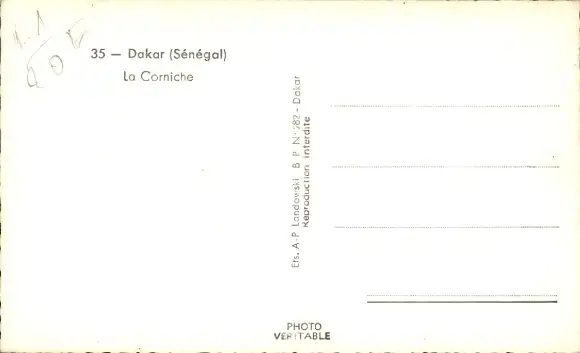 35 — Dakar (Sénégal)
La Corniche
Ets. A.-P. Landowski B. P. N° 282 - Dakar
Reproduction interdite
PHOTO
VERITABLE